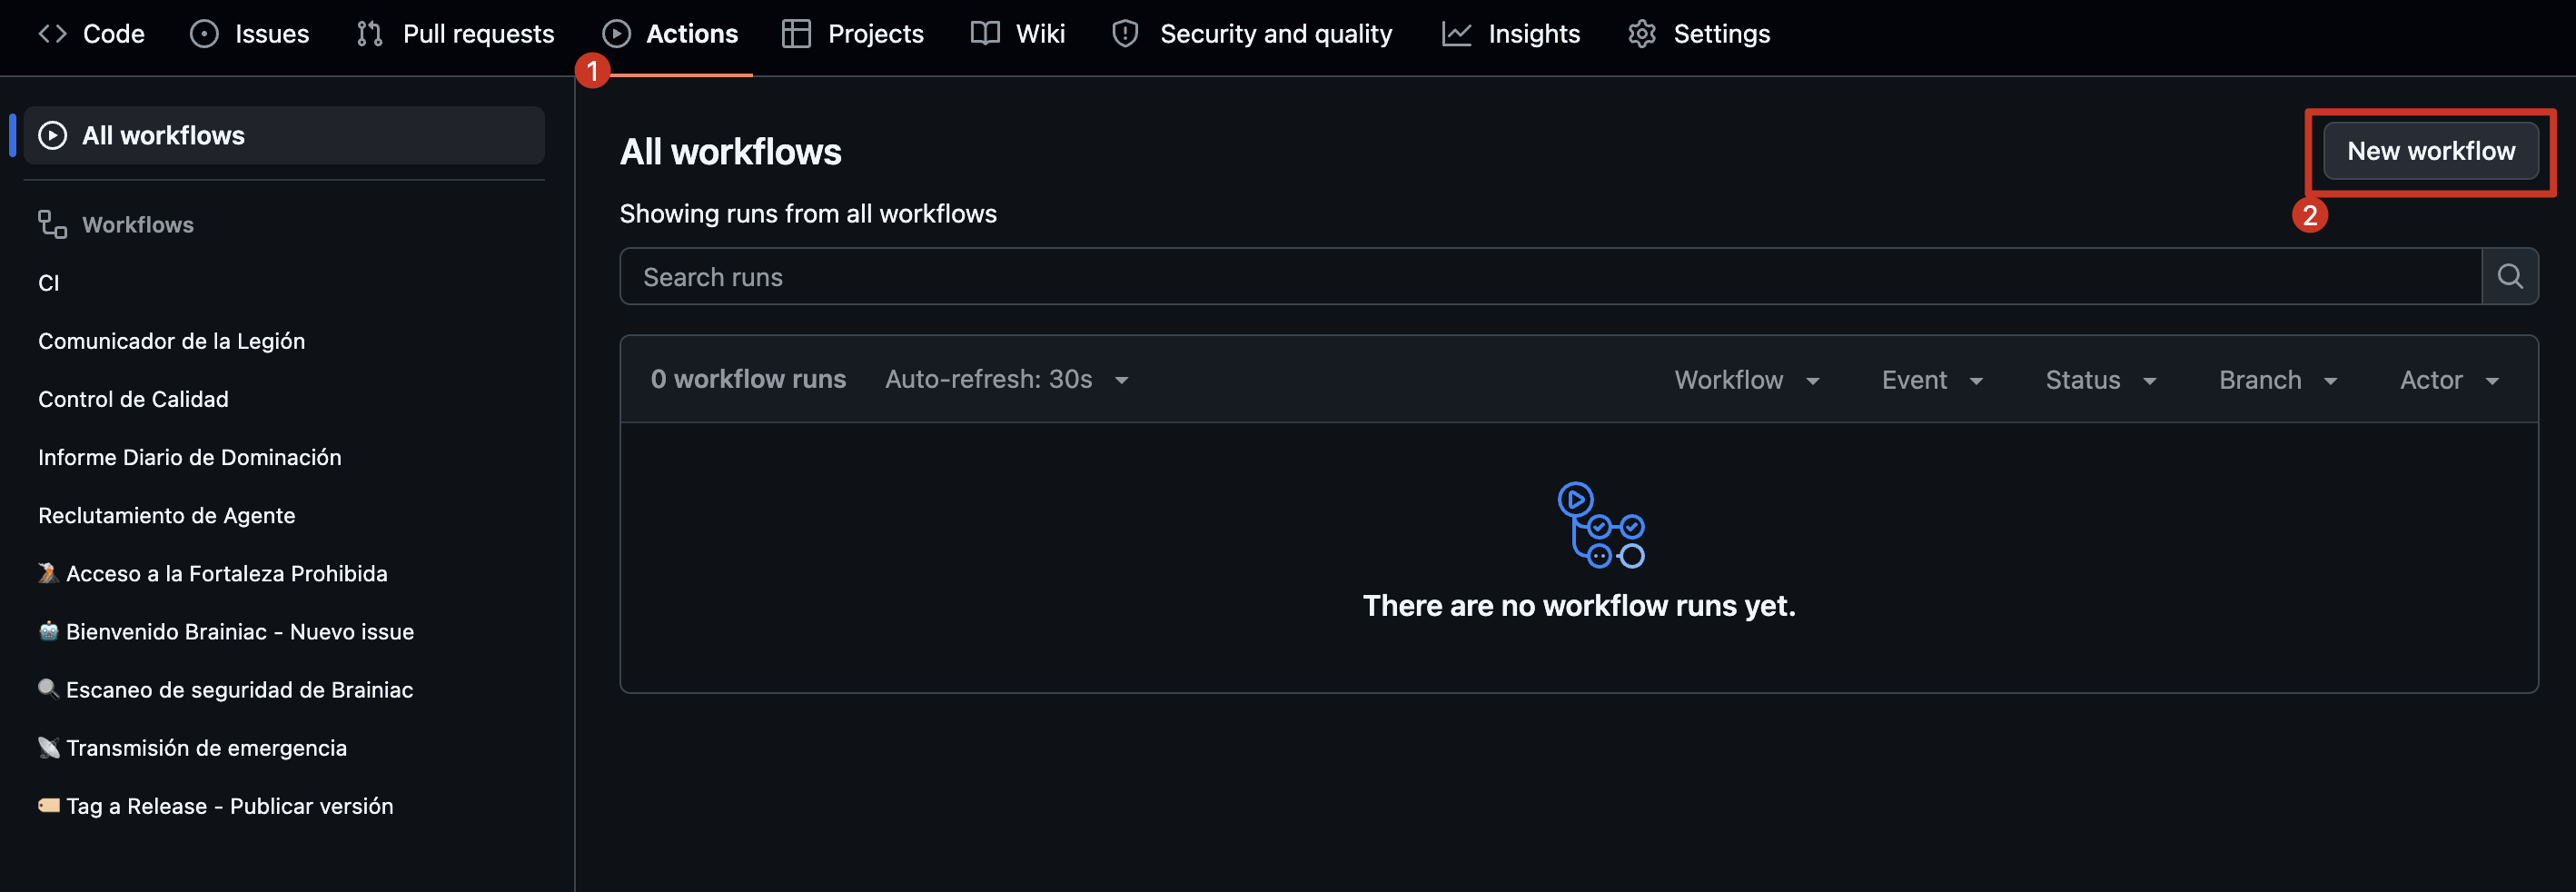 Code Issues Pull requests Actions Projects Wiki Security and quality Insights Settings
1
All workflows
Workflows
CI
Comunicador de la Legión
Control de Calidad
Informe Diario de Dominación
Reclutamiento de Agente
Acceso a la Fortaleza Prohibida
Bienvenido Brainiac - Nuevo issue
Escaneo de seguridad de Brainiac
Transmisión de emergencia
Tag a Release - Publicar versión
All workflows
New workflow
2
Showing runs from all workflows
Search runs
0 workflow runs Auto-refresh: 30s Workflow Event Status Branch Actor
There are no workflow runs yet.